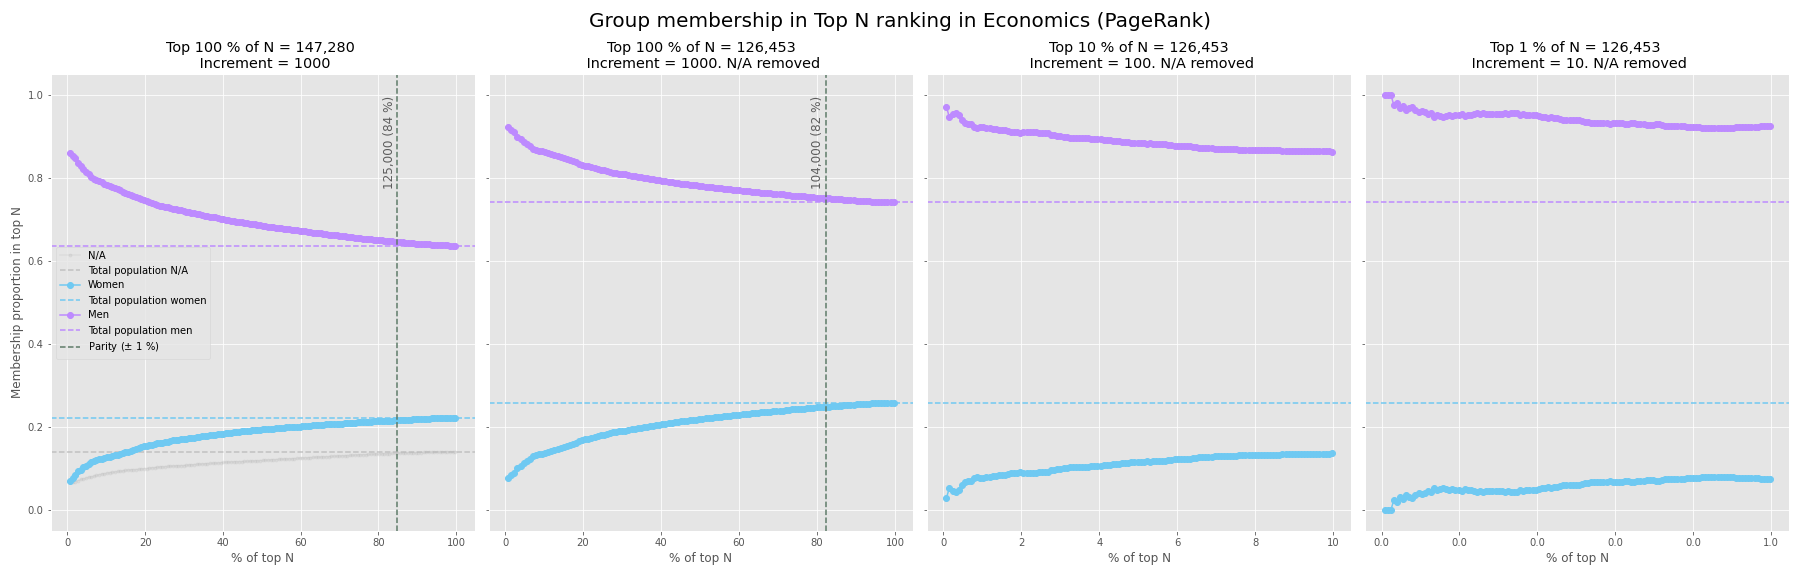 Group membership in Top N ranking in Economics (PageRank)
Top 100 % of N = 147,280
Increment = 1000
Top 100 % of N = 126,453
Increment = 1000. N/A removed
Top 10 % of N = 126,453
Increment = 100. N/A removed
Top 1 % of N = 126,453
Increment = 10. N/A removed
Membership proportion in top N
1.0
0.8
0.6
0.4
0.2
0.0
125,000 (84 %)
104,000 (82 %)
N/A
Total population N/A
Women
Total population women
Men
Total population men
Parity (± 1 %)
0 20 40 60 80 100
0 20 40 60 80 100
0 2 4 6 8 10
0.0 0.0 0.0 0.0 0.0 1.0
% of top N
% of top N
% of top N
% of top N